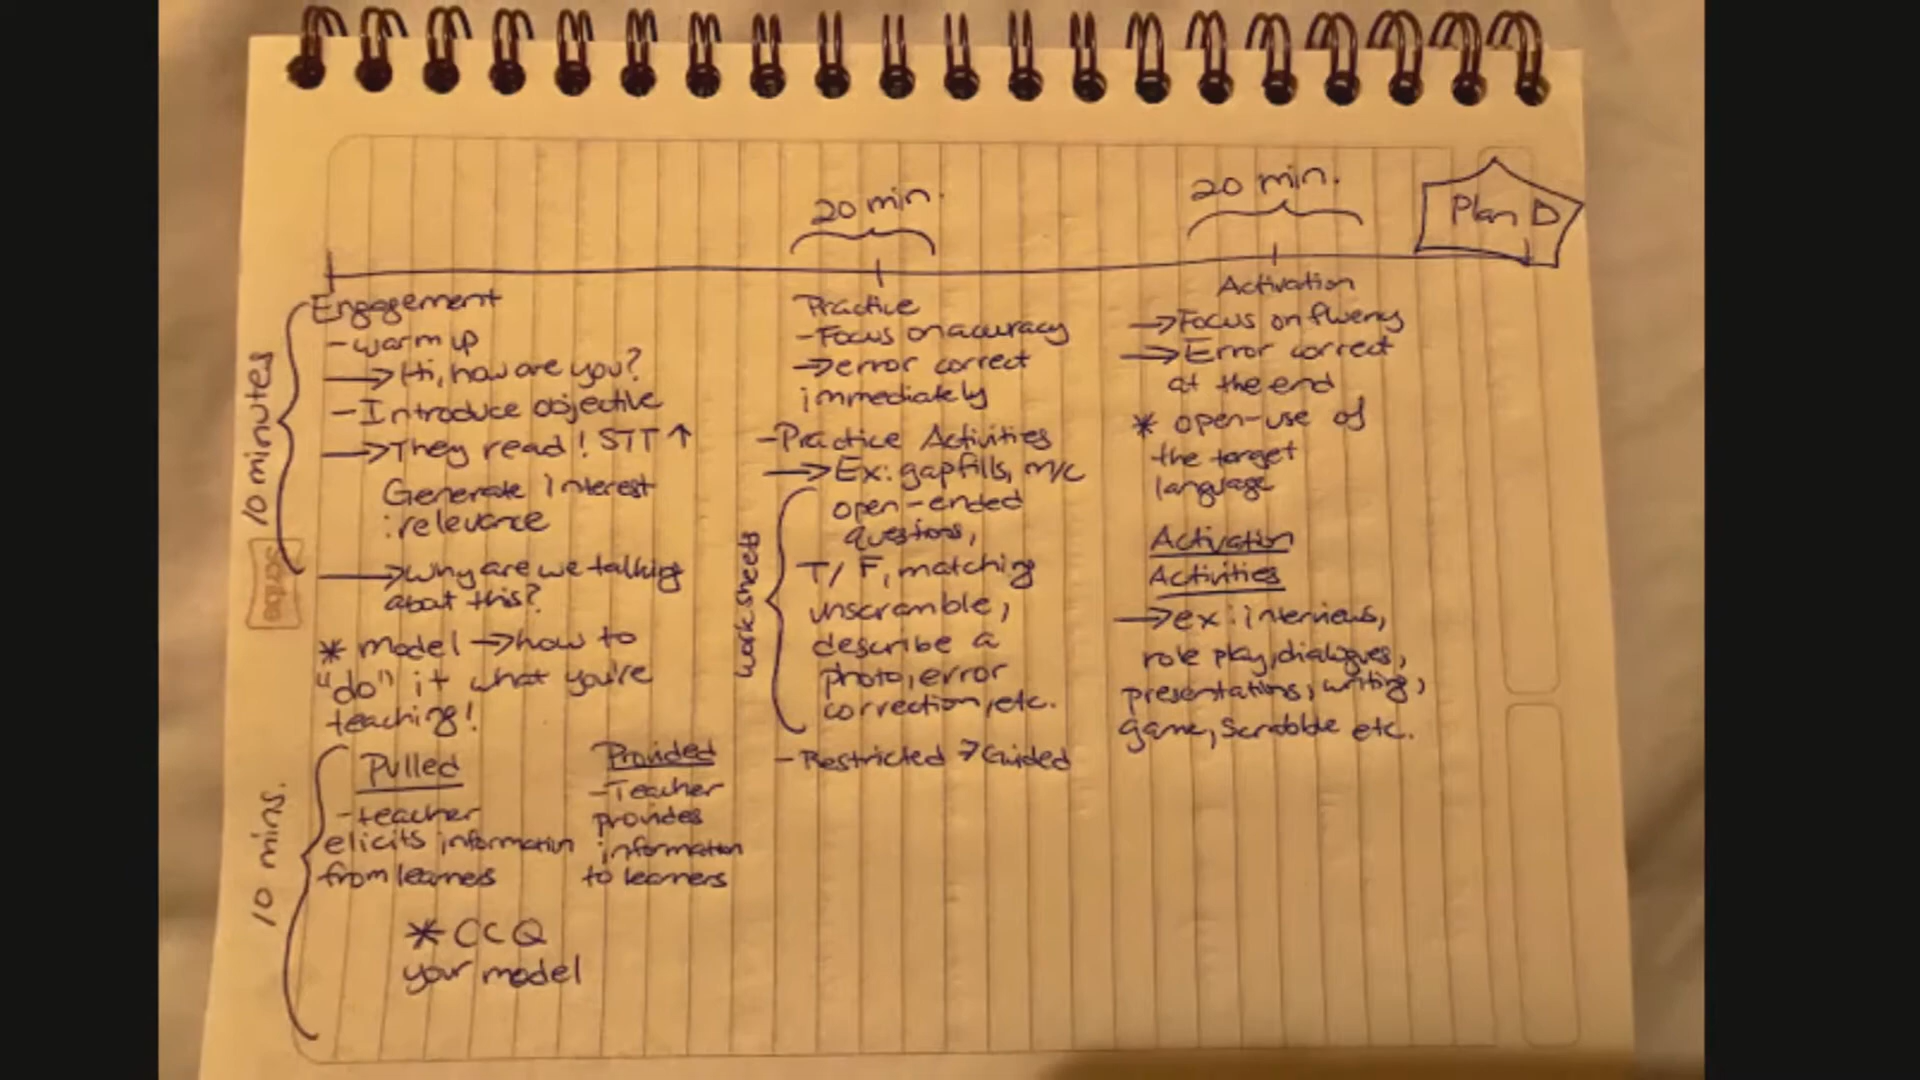 Plan D
10 minutes
Engagement
- warm up
→ Hi, how are you?
- Introduce objective
→ They read! STT ↑
Generate interest
: relevance
→ why are we talking
about this?
* model → how to
"do" it what you're
teaching!
10 mins.
Pulled
- teacher
elicits information
from learners
Provided
- Teacher
provides
information
to learners
* CCQ
your model
20 min.
Practice
- Focus on accuracy
→ error correct
immediately
- Practice Activities
→ Ex: gapfills, m/c
open-ended
questions,
T/F, matching
unscramble,
describe a
photo, error
correction, etc.
worksheets
- Restricted → Guided
20 min.
Activation
→ Focus on fluency
→ Error correct
at the end
* open-use of
the target
language
Activation
Activities
→ ex: interviews,
role play, dialogues,
presentations, writing,
game, Scrabble etc.